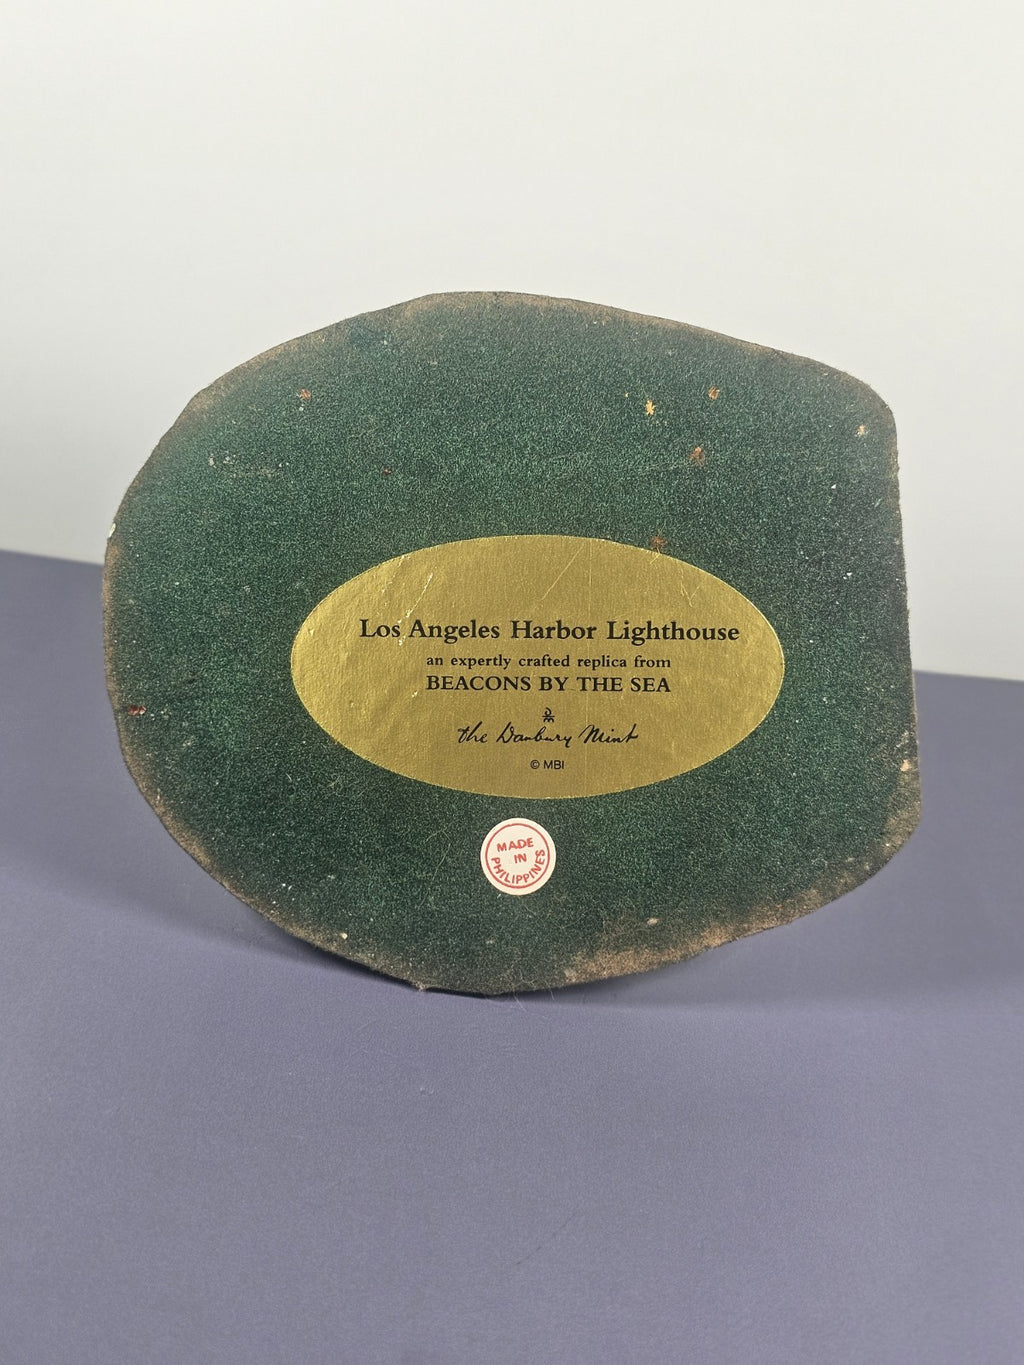 Los Angeles Harbor Lighthouse
an expertly crafted replica from
BEACONS BY THE SEA
DM
the Danbury Mint
© MBI
MADE
IN
PHILIPPINES